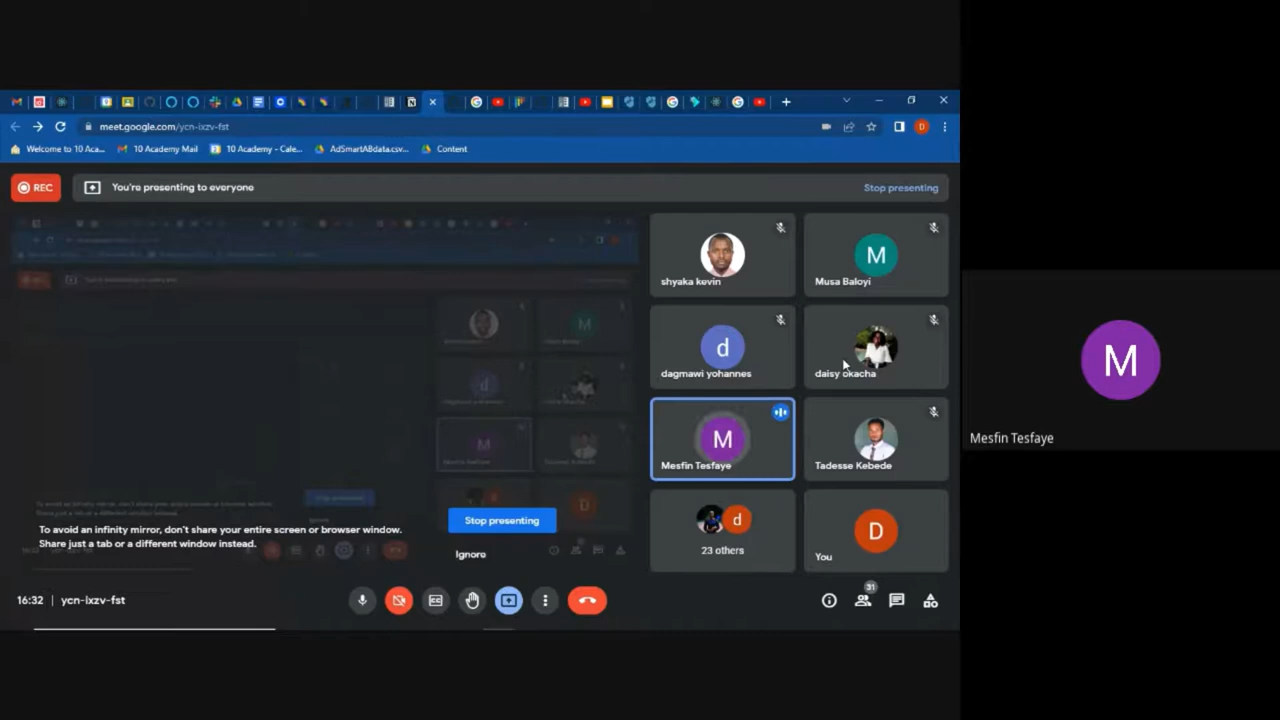 meet.google.com/ycn-ixzv-fst
Welcome to 10 Aca...
10 Academy Mail
10 Academy - Cale...
AdSmartABdata.csv...
Content
REC
You're presenting to everyone
Stop presenting
shyaka kevin
M
Musa Baloyi
d
dagmawi yohannes
daisy okacha
M
Mesfin Tesfaye
Tadesse Kebede
d
23 others
D
You
To avoid an infinity mirror, don't share your entire screen or browser window.
Share just a tab or a different window instead.
Stop presenting
Ignore
16:32 | ycn-ixzv-fst
31
M
Mesfin Tesfaye